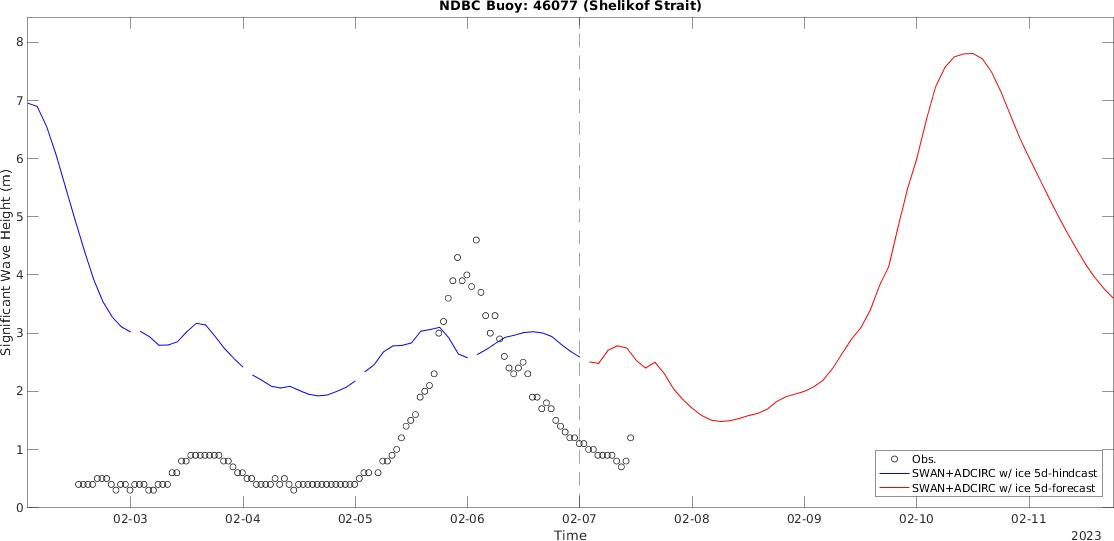 NDBC Buoy: 46077 (Shelikof Strait)
Significant Wave Height (m)
8
7
6
5
4
3
2
1
0
02-03 02-04 02-05 02-06 02-07 02-08 02-09 02-10 02-11
Time
2023
Obs.
SWAN+ADCIRC w/ ice 5d-hindcast
SWAN+ADCIRC w/ ice 5d-forecast